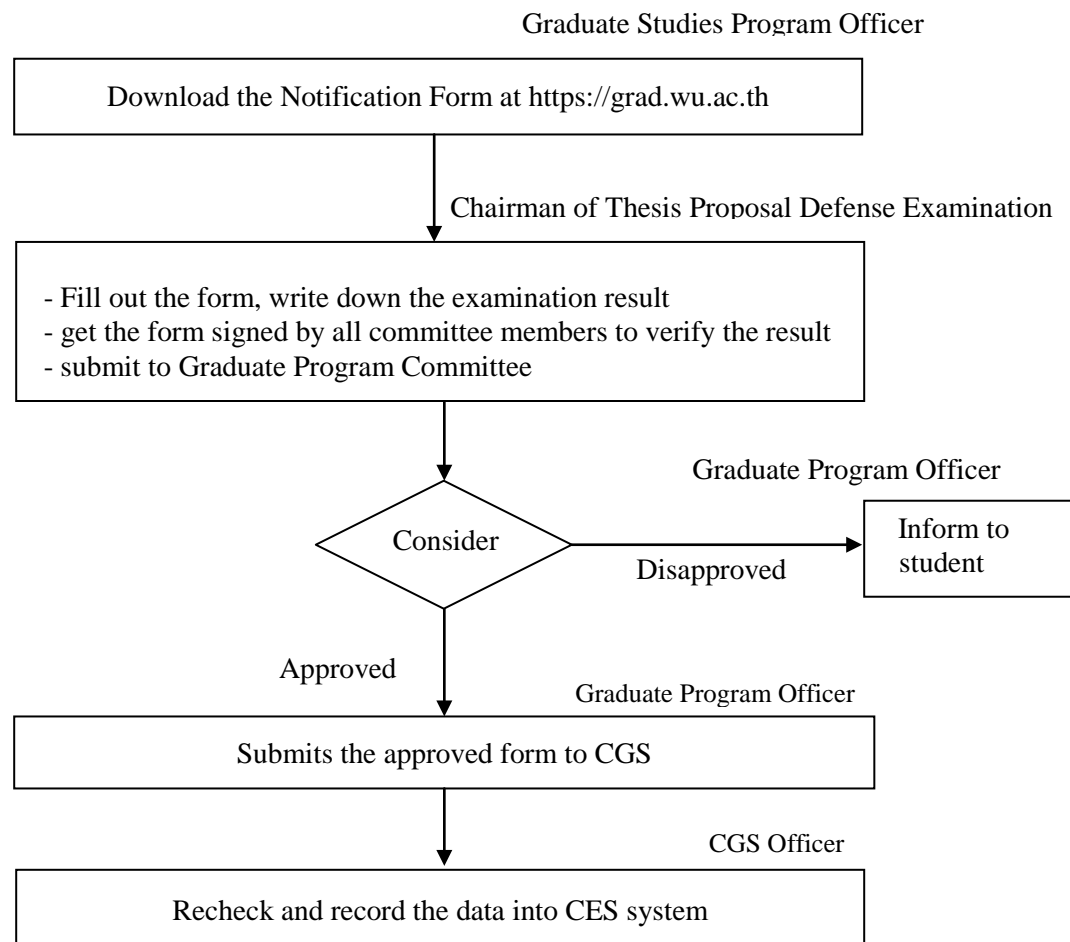 Graduate Studies Program Officer
Download the Notification Form at https://grad.wu.ac.th
Chairman of Thesis Proposal Defense Examination
- Fill out the form, write down the examination result
- get the form signed by all committee members to verify the result
- submit to Graduate Program Committee
Graduate Program Officer
Consider
Inform to
student
Disapproved
Approved
Graduate Program Officer
Submits the approved form to CGS
CGS Officer
Recheck and record the data into CES system